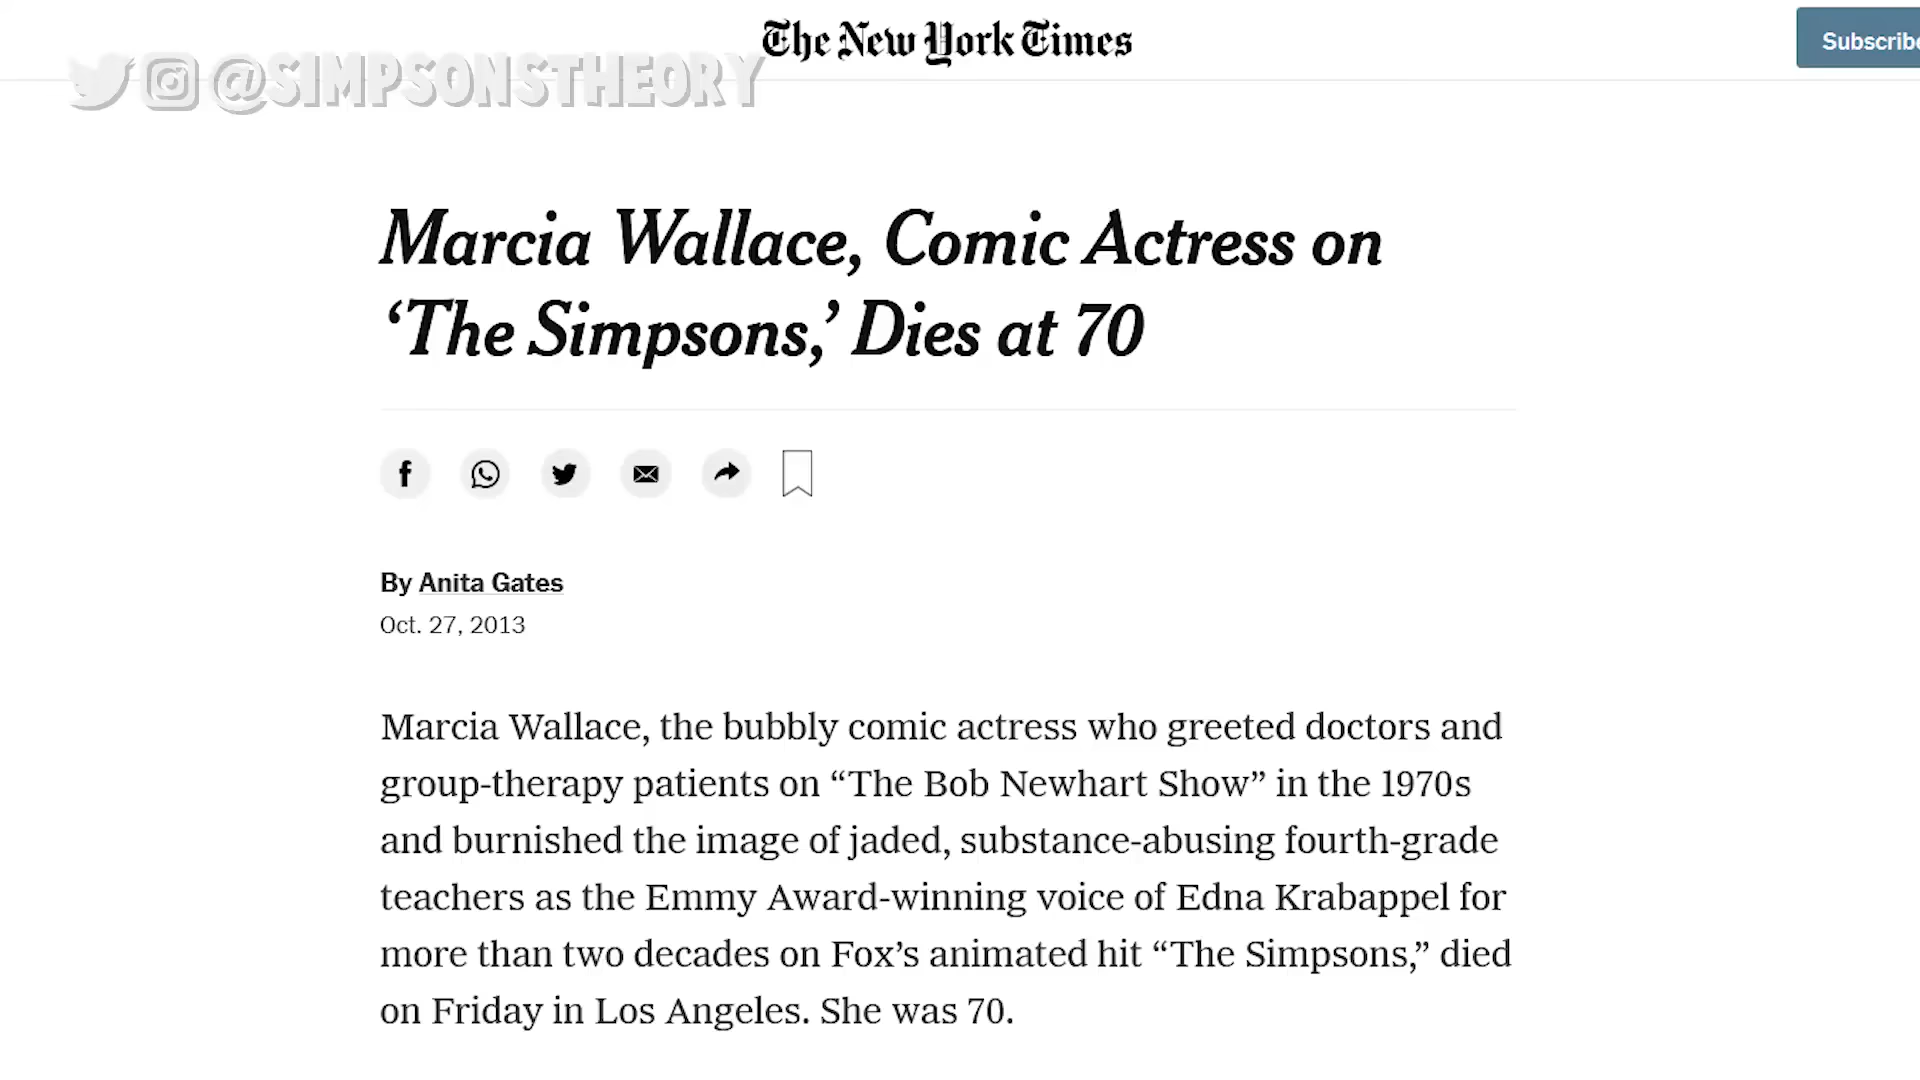 The New York Times
Subscribe
@SIMPSONSTHEORY
Marcia Wallace, Comic Actress on
‘The Simpsons,’ Dies at 70
By Anita Gates
Oct. 27, 2013
Marcia Wallace, the bubbly comic actress who greeted doctors and
group-therapy patients on “The Bob Newhart Show” in the 1970s
and burnished the image of jaded, substance-abusing fourth-grade
teachers as the Emmy Award-winning voice of Edna Krabappel for
more than two decades on Fox’s animated hit “The Simpsons,” died
on Friday in Los Angeles. She was 70.